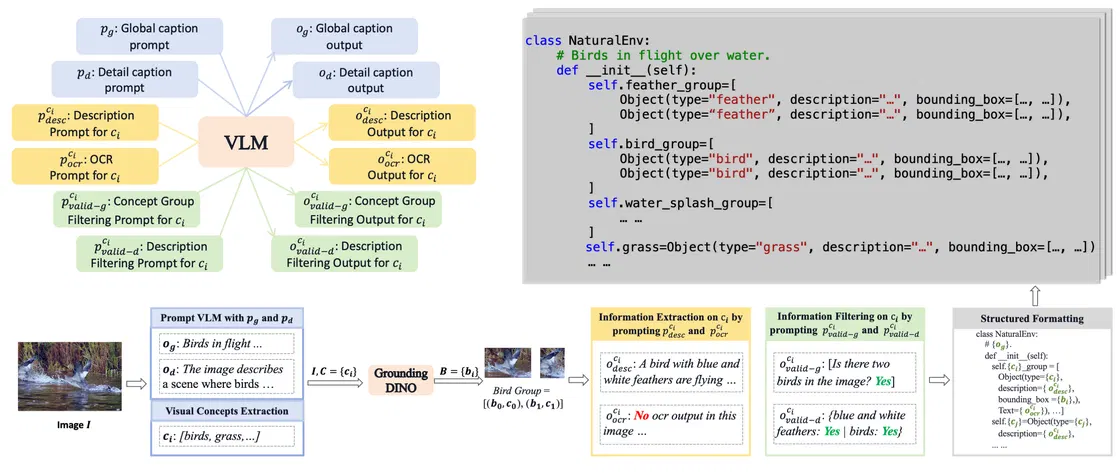 p_g: Global caption
prompt
o_g: Global caption
output
p_d: Detail caption
prompt
o_d: Detail caption
output
p_desc^{c_i}: Description
Prompt for c_i
o_desc^{c_i}: Description
Output for c_i
VLM
p_ocr^{c_i}: OCR
Prompt for c_i
o_ocr^{c_i}: OCR
Output for c_i
p_valid-g^{c_i}: Concept Group
Filtering Prompt for c_i
o_valid-g^{c_i}: Concept Group
Filtering Output for c_i
p_valid-d^{c_i}: Description
Filtering Prompt for c_i
o_valid-d^{c_i}: Description
Filtering Output for c_i
class NaturalEnv:
# Birds in flight over water.
def __init__(self):
self.feather_group=[
Object(type="feather", description="…", bounding_box=[…, …]),
Object(type="feather", description="…", bounding_box=[…, …]),
]
self.bird_group=[
Object(type="bird", description="…", bounding_box=[…, …]),
Object(type="bird", description="…", bounding_box=[…, …]),
]
self.water_splash_group=[
… …
]
self.grass=Object(type="grass", description="…", bounding_box=[…, …])
… …
Image I
Prompt VLM with p_g and p_d
o_g: Birds in flight …
o_d: The image describes
a scene where birds …
Visual Concepts Extraction
c_i: [birds, grass,…]
I, C = {c_i}
Grounding
DINO
B = {b_i}
Bird Group =
[(b_0, c_0), (b_1, c_1)]
Information Extraction on c_i by
prompting p_desc^{c_i} and p_ocr^{c_i}
o_desc^{c_i}: A bird with blue and
white feathers are flying …
o_ocr^{c_i}: No ocr output in this
image …
Information Filtering on c_i by
prompting p_valid-g^{c_i} and p_valid-d^{c_i}
o_valid-g^{c_i}: [Is there two
birds in the image? Yes]
o_valid-d^{c_i}: {blue and white
feathers: Yes | birds: Yes}
Structured Formatting
class NaturalEnv:
# {o_g}.
def __init__(self):
self.{c_i}_group = [
Object(type={c_i},
description={ o_desc^{c_i}},
bounding_box ={b_i},),
Text={ o_ocr^{c_i}}), …]
self.{c_j}=Object(type={c_j},
description={ o_desc^{c_j}},
… …